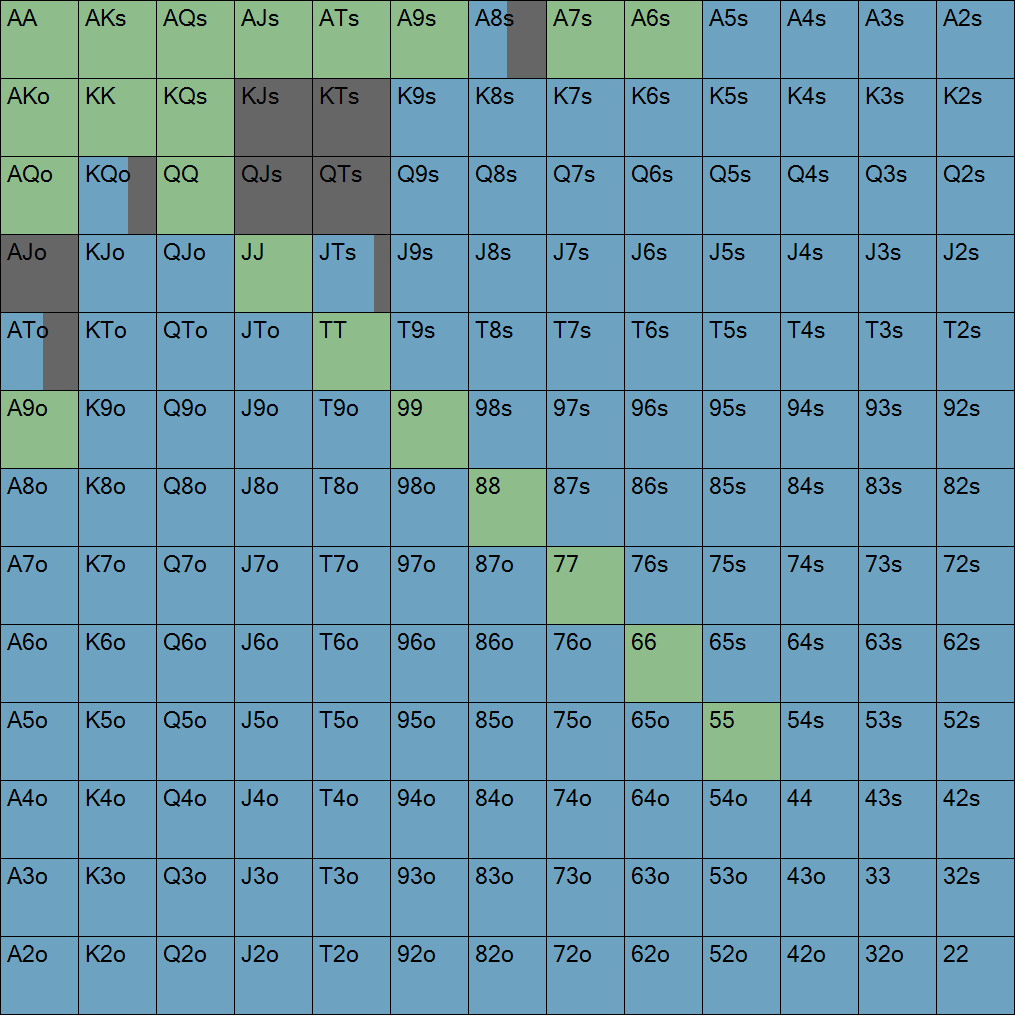 AA AKs AQs AJs ATs A9s A8s A7s A6s A5s A4s A3s A2s
AKo KK KQs KJs KTs K9s K8s K7s K6s K5s K4s K3s K2s
AQo KQo QQ QJs QTs Q9s Q8s Q7s Q6s Q5s Q4s Q3s Q2s
AJo KJo QJo JJ JTs J9s J8s J7s J6s J5s J4s J3s J2s
ATo KTo QTo JTo TT T9s T8s T7s T6s T5s T4s T3s T2s
A9o K9o Q9o J9o T9o 99 98s 97s 96s 95s 94s 93s 92s
A8o K8o Q8o J8o T8o 98o 88 87s 86s 85s 84s 83s 82s
A7o K7o Q7o J7o T7o 97o 87o 77 76s 75s 74s 73s 72s
A6o K6o Q6o J6o T6o 96o 86o 76o 66 65s 64s 63s 62s
A5o K5o Q5o J5o T5o 95o 85o 75o 65o 55 54s 53s 52s
A4o K4o Q4o J4o T4o 94o 84o 74o 64o 54o 44 43s 42s
A3o K3o Q3o J3o T3o 93o 83o 73o 63o 53o 43o 33 32s
A2o K2o Q2o J2o T2o 92o 82o 72o 62o 52o 42o 32o 22